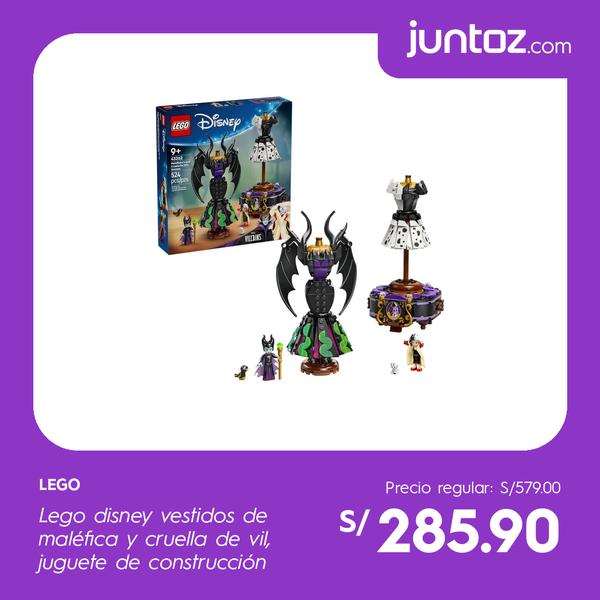 juntoz.com
LEGO
Disney
9+
43262
524
VILLAINS
LEGO
Lego disney vestidos de
maléfica y cruella de vil,
juguete de construcción
Precio regular: S/579.00
S/ 285.90